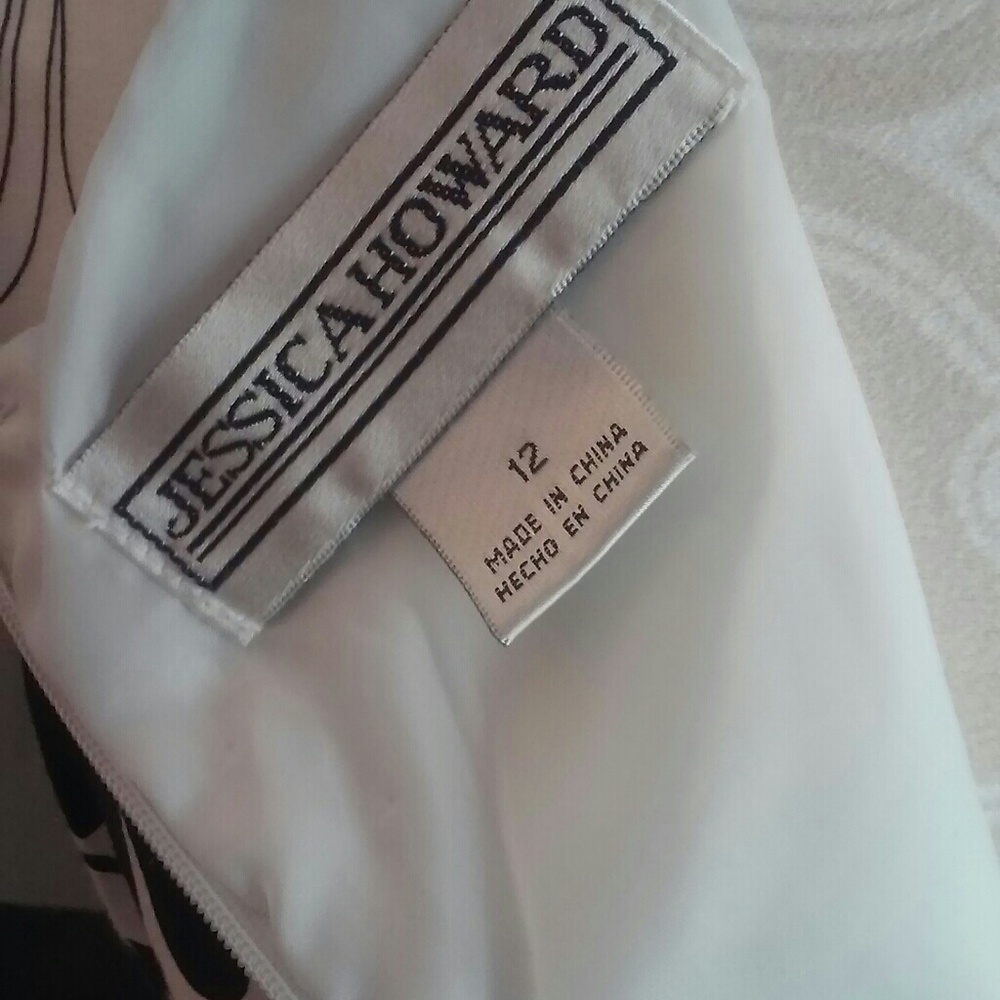 JESSICA HOWARD
12
MADE IN CHINA
HECHO EN CHINA